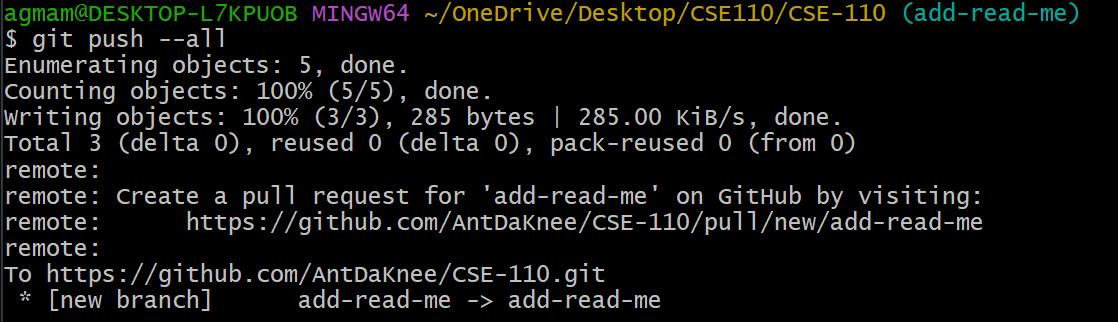 agmam@DESKTOP-L7KPUOB MINGW64 ~/OneDrive/Desktop/CSE110/CSE-110 (add-read-me)
$ git push --all
Enumerating objects: 5, done.
Counting objects: 100% (5/5), done.
Writing objects: 100% (3/3), 285 bytes | 285.00 KiB/s, done.
Total 3 (delta 0), reused 0 (delta 0), pack-reused 0 (from 0)
remote:
remote: Create a pull request for 'add-read-me' on GitHub by visiting:
remote:      https://github.com/AntDaKnee/CSE-110/pull/new/add-read-me
remote:
To https://github.com/AntDaKnee/CSE-110.git
 * [new branch]      add-read-me -> add-read-me